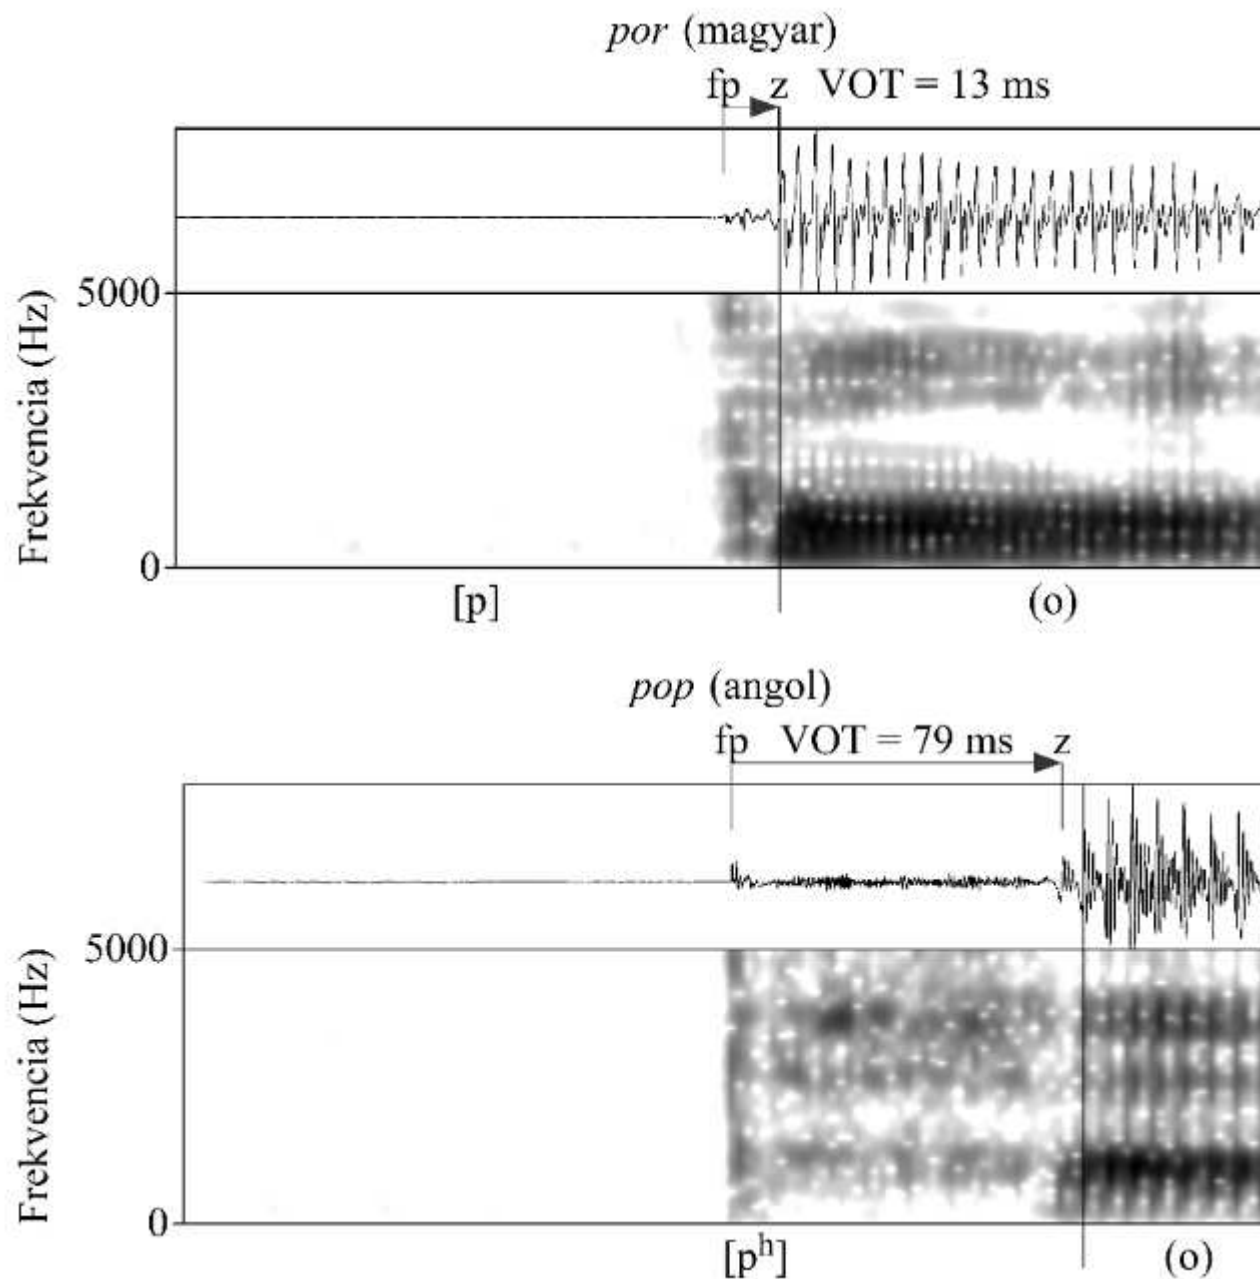 por (magyar)
fp z VOT = 13 ms
5000
Frekvencia (Hz)
0
[p] (o)
pop (angol)
fp VOT = 79 ms z
5000
Frekvencia (Hz)
0
[pʰ] (o)